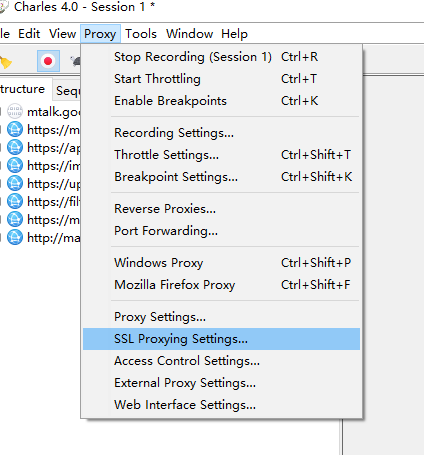 Charles 4.0 - Session 1 *
Edit View Proxy Tools Window Help
Stop Recording (Session 1) Ctrl+R
Start Throttling Ctrl+T
Enable Breakpoints Ctrl+K
Recording Settings...
Throttle Settings... Ctrl+Shift+T
Breakpoint Settings... Ctrl+Shift+K
Reverse Proxies...
Port Forwarding...
Windows Proxy Ctrl+Shift+P
Mozilla Firefox Proxy Ctrl+Shift+F
Proxy Settings...
SSL Proxying Settings...
Access Control Settings...
External Proxy Settings...
Web Interface Settings...
tructure Seq
mtalk.goo
https://m
https://ap
https://im
https://up
https://filt
https://m
http://ma